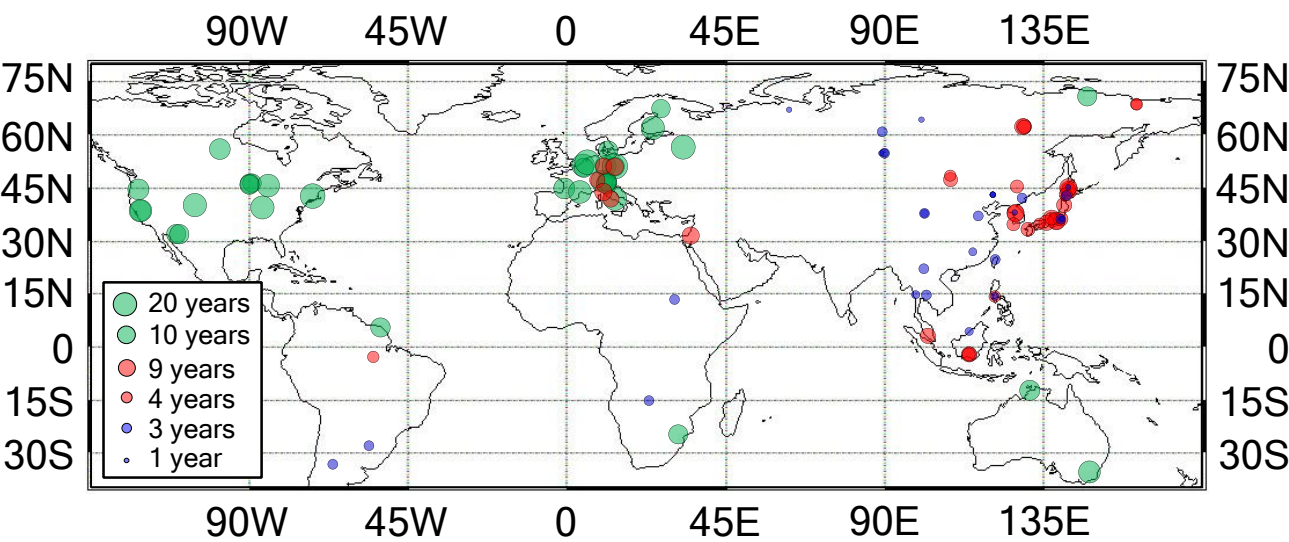 90W 45W 0 45E 90E 135E
75N 75N
60N 60N
45N 45N
30N 30N
15N 15N
0 0
15S 15S
30S 30S
20 years
10 years
9 years
4 years
3 years
1 year
90W 45W 0 45E 90E 135E